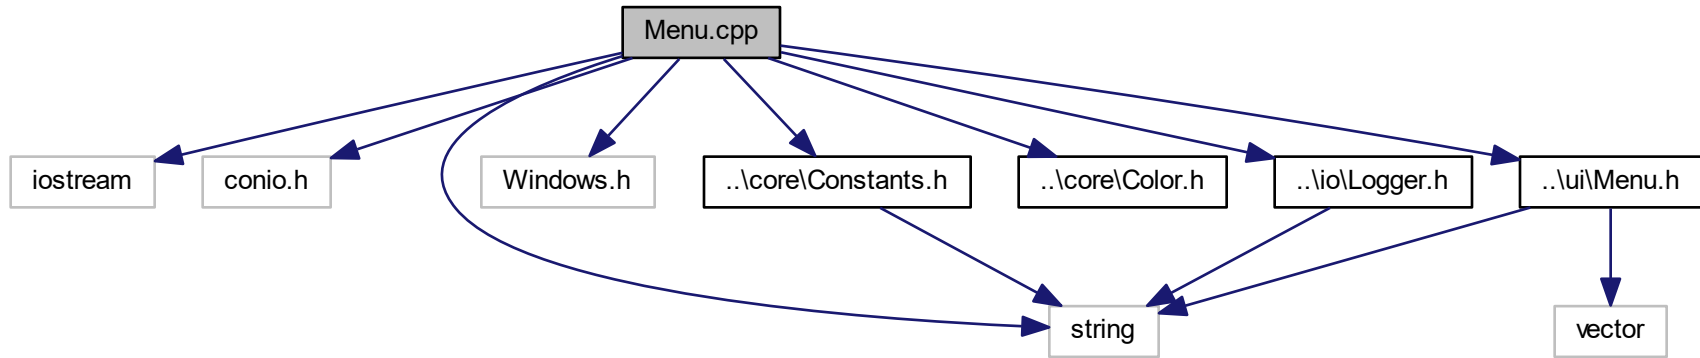 Menu.cpp
iostream
conio.h
Windows.h
..\core\Constants.h
..\core\Color.h
..\io\Logger.h
..\ui\Menu.h
string
vector